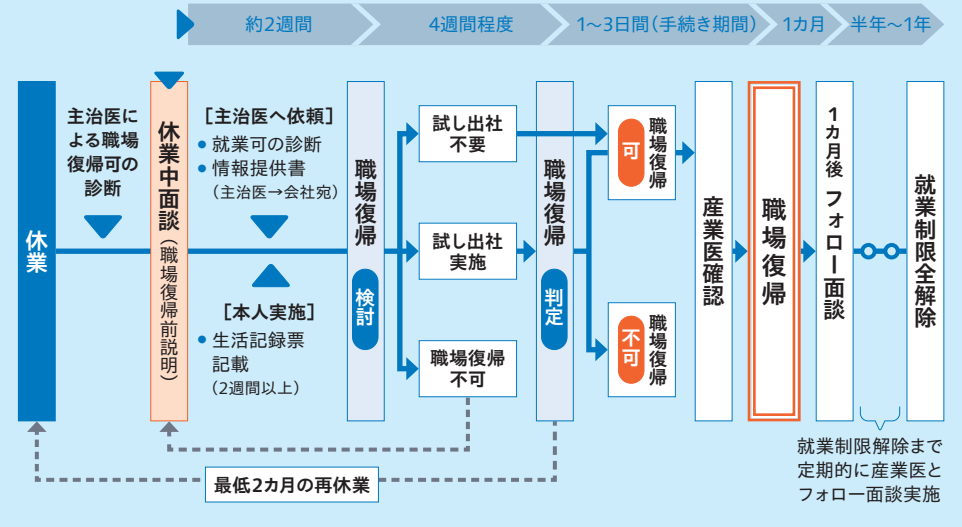 約2週間
4週間程度
1〜3日間（手続き期間）
1カ月
半年〜1年
休業
主治医に
よる職場
復帰可の
診断
休業中面談（職場復帰前説明）
［主治医へ依頼］
● 就業可の診断
● 情報提供書
（主治医→会社宛）
［本人実施］
● 生活記録票
記載
（2週間以上）
職場復帰
検討
試し出社
不要
試し出社
実施
職場復帰
不可
職場復帰
判定
職場復帰
可
職場復帰
不可
産業医確認
職場復帰
1カ月後 フォロー面談
就業制限全解除
最低2カ月の再休業
就業制限解除まで
定期的に産業医と
フォロー面談実施